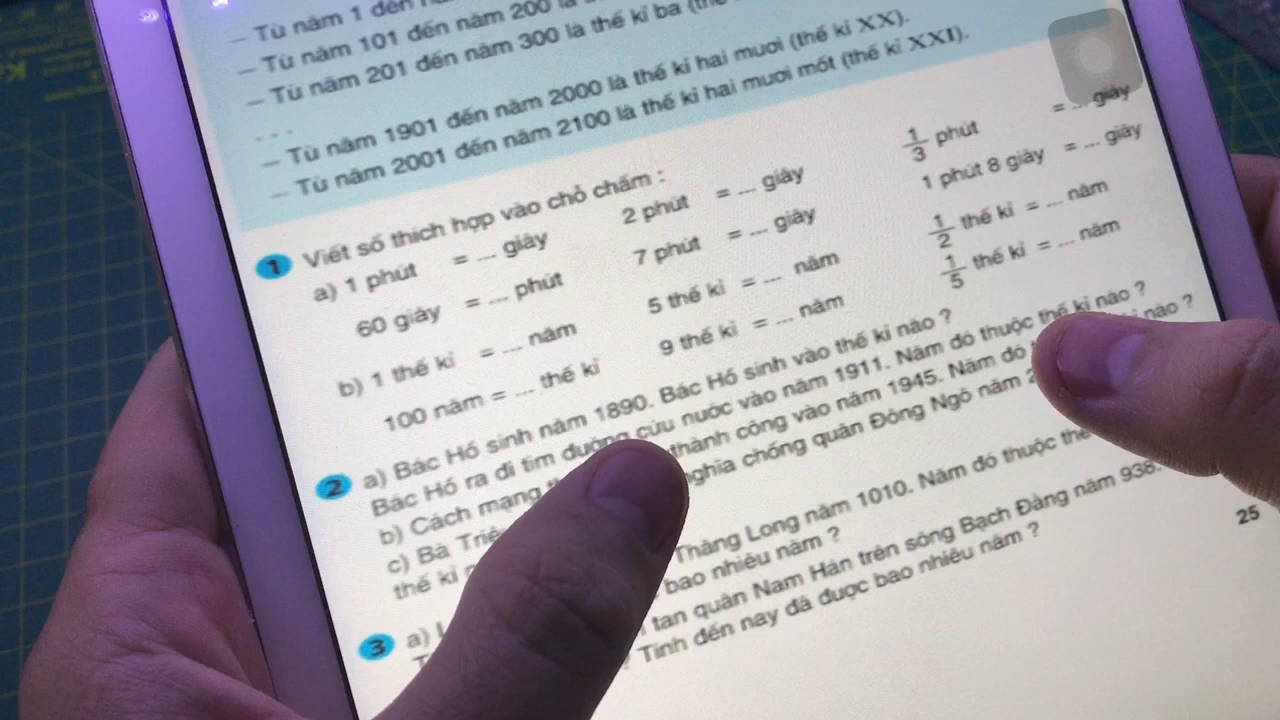 – Từ năm 1 đến
– Từ năm 101 đến năm 200 là
– Từ năm 201 đến năm 300 là thế kỉ ba
. . .
– Từ năm 1901 đến năm 2000 là thế kỉ hai mươi (thế kỉ XX).
– Từ năm 2001 đến năm 2100 là thế kỉ hai mươi mốt (thế kỉ XXI).
1 Viết số thích hợp vào chỗ chấm :
a) 1 phút = ... giây 2 phút = ... giây 1/3 phút = ... giây
60 giây = ... phút 7 phút = ... giây 1 phút 8 giây = ... giây
b) 1 thế kỉ = ... năm 5 thế kỉ = ... năm 1/2 thế kỉ = ... năm
100 năm = ... thế kỉ 9 thế kỉ = ... năm 1/5 thế kỉ = ... năm
2 a) Bác Hồ sinh năm 1890. Bác Hồ sinh vào thế kỉ nào ?
Bác Hồ ra đi tìm đường cứu nước vào năm 1911. Năm đó thuộc thế kỉ nào ?
b) Cách mạng thành công vào năm 1945. Năm đó nào ?
c) Bà nghĩa chống quân Đông Ngô năm
thế kỉ
3 a) Thăng Long năm 1010. Năm đó thuộc
bao nhiêu năm ?
tan quân Nam Hán trên sông Bạch Đằng năm 938.
Tính đến nay đã được bao nhiêu năm ?
25